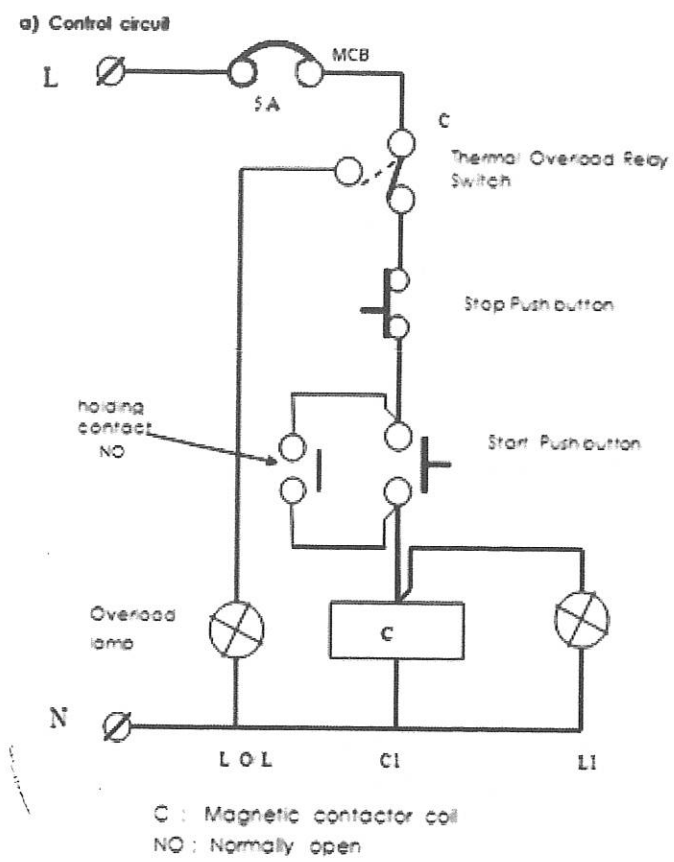 a) Control circuit
L
MCB
5A
C
Thermal Overload Relay
Switch
Stop Push button
holding
contact
NO
Start Push button
Overload
lamp
C
N
L O L
C1
L1
C : Magnetic contactor coil
NO : Normally open